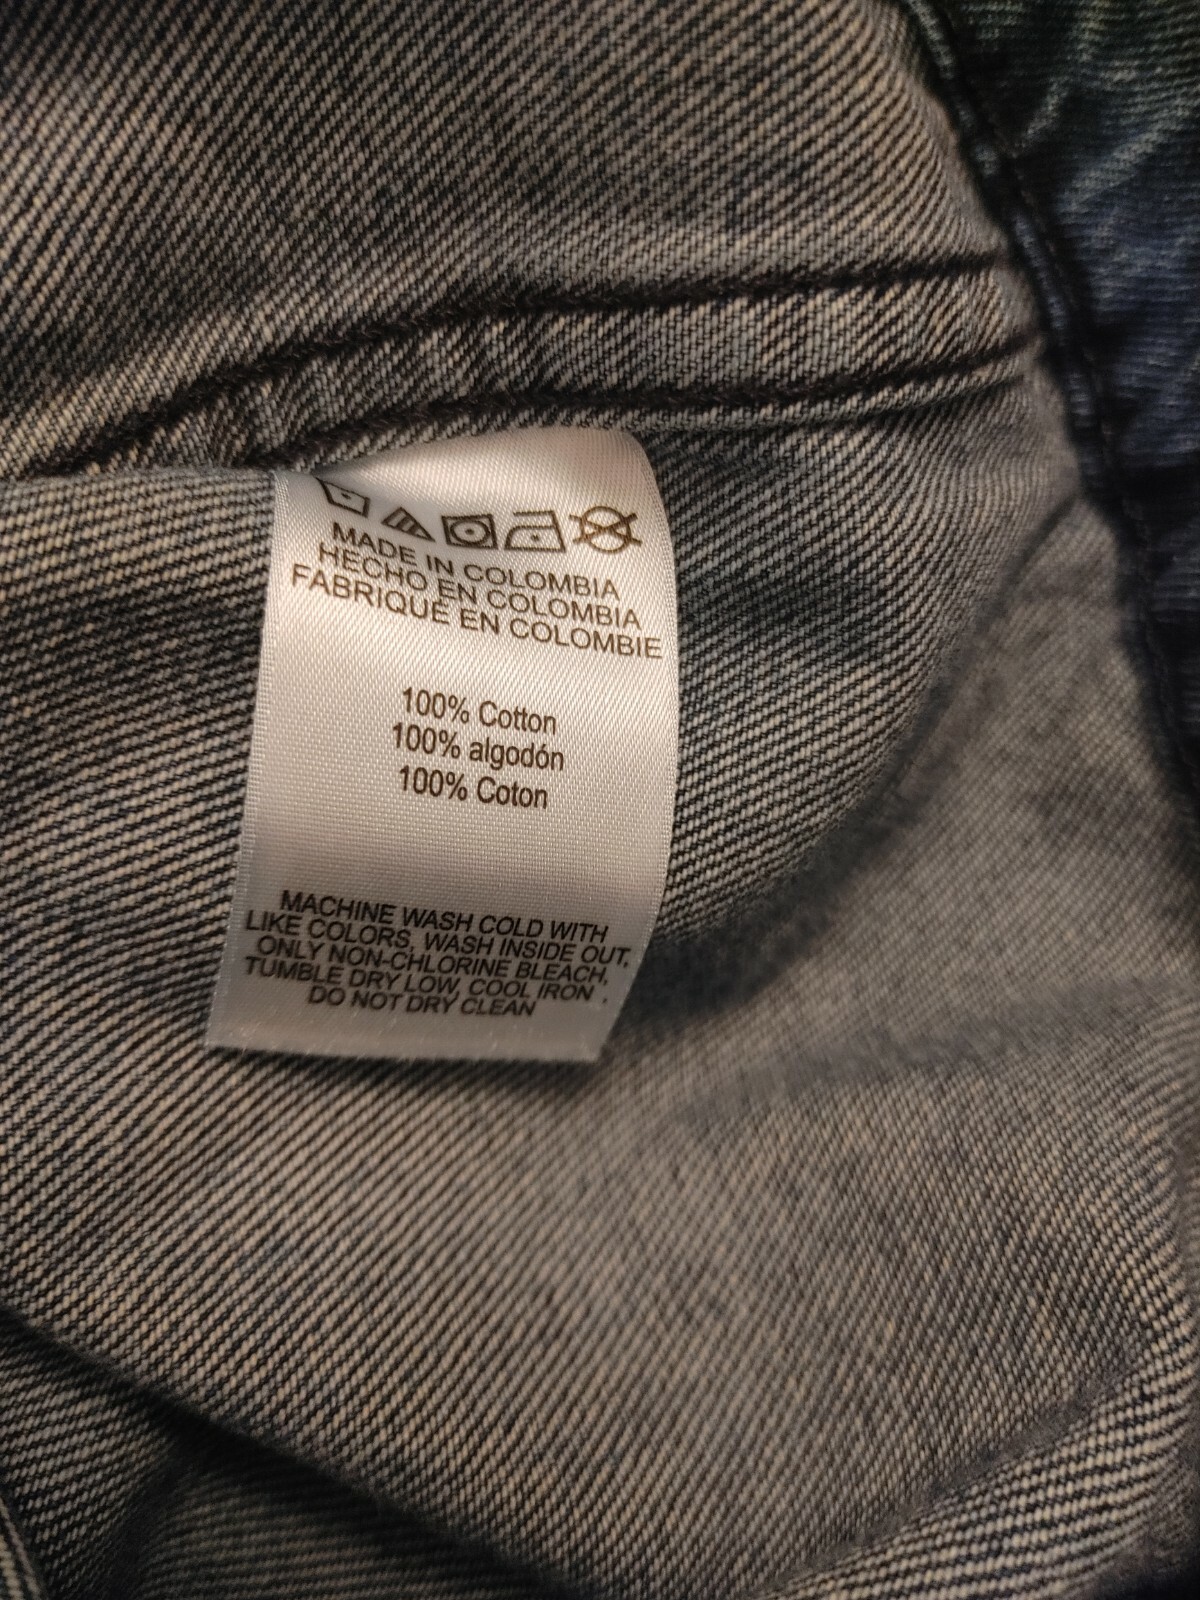 MADE IN COLOMBIA
HECHO EN COLOMBIA
FABRIQUÉ EN COLOMBIE
100% Cotton
100% algodón
100% Coton
MACHINE WASH COLD WITH
LIKE COLORS, WASH INSIDE OUT,
ONLY NON-CHLORINE BLEACH,
TUMBLE DRY LOW, COOL IRON ,
DO NOT DRY CLEAN